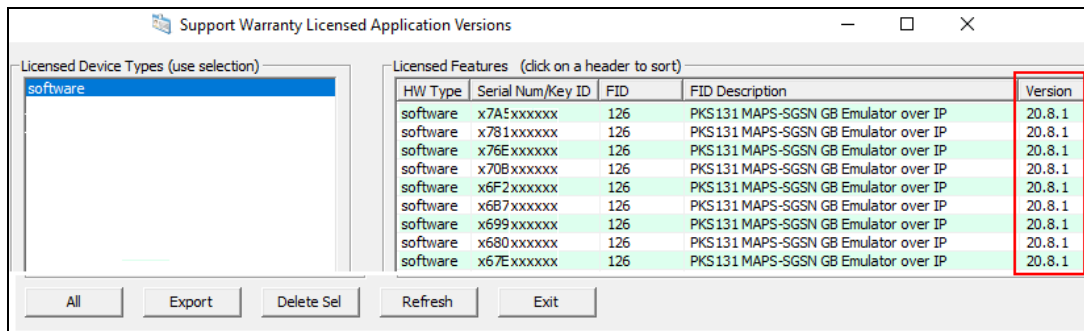 Support Warranty Licensed Application Versions
Licensed Device Types (use selection)
software
Licensed Features (click on a header to sort)
HW Type Serial Num/Key ID FID FID Description Version
software x7A5xxxxxx 126 PKS131 MAPS-SGSN GB Emulator over IP 20.8.1
software x781xxxxxx 126 PKS131 MAPS-SGSN GB Emulator over IP 20.8.1
software x76Exxxxxx 126 PKS131 MAPS-SGSN GB Emulator over IP 20.8.1
software x70Bxxxxxx 126 PKS131 MAPS-SGSN GB Emulator over IP 20.8.1
software x6F2xxxxxx 126 PKS131 MAPS-SGSN GB Emulator over IP 20.8.1
software x6B7xxxxxx 126 PKS131 MAPS-SGSN GB Emulator over IP 20.8.1
software x699xxxxxx 126 PKS131 MAPS-SGSN GB Emulator over IP 20.8.1
software x680xxxxxx 126 PKS131 MAPS-SGSN GB Emulator over IP 20.8.1
software x67Exxxxxx 126 PKS131 MAPS-SGSN GB Emulator over IP 20.8.1
All Export Delete Sel Refresh Exit